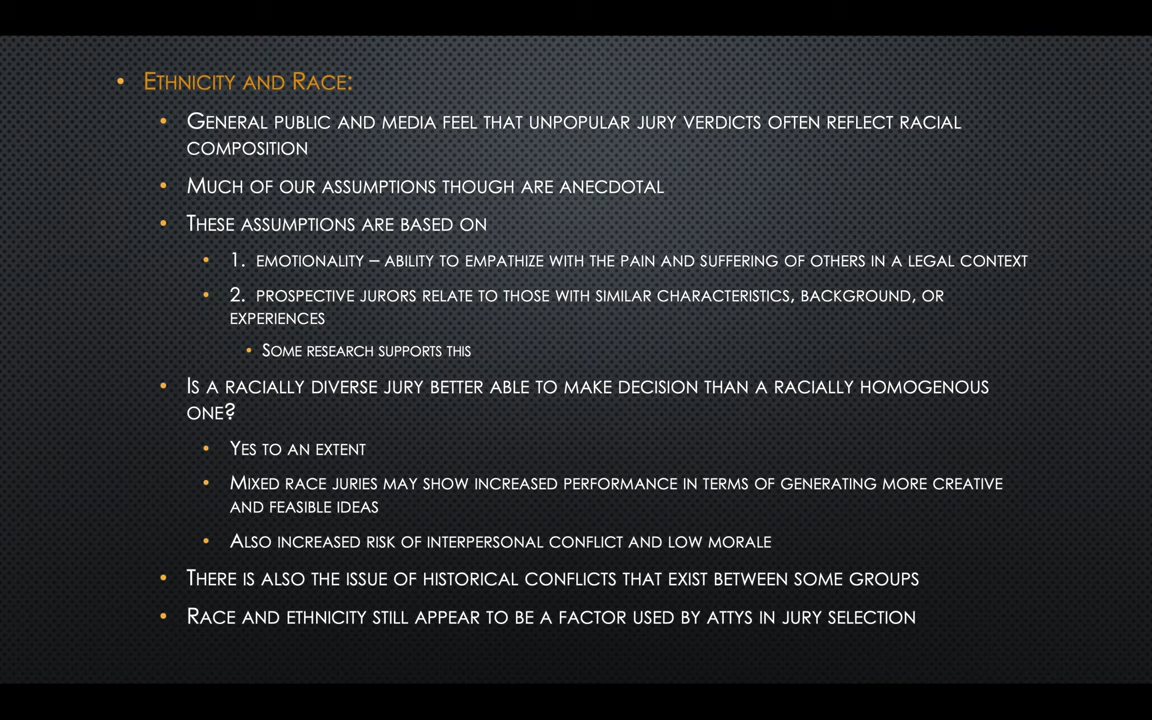 • Ethnicity and Race:
• General public and media feel that unpopular jury verdicts often reflect racial
composition
• Much of our assumptions though are anecdotal
• These assumptions are based on
• 1. emotionality – ability to empathize with the pain and suffering of others in a legal context
• 2. prospective jurors relate to those with similar characteristics, background, or
experiences
• Some research supports this
• Is a racially diverse jury better able to make decision than a racially homogenous
one?
• Yes to an extent
• Mixed race juries may show increased performance in terms of generating more creative
and feasible ideas
• Also increased risk of interpersonal conflict and low morale
• There is also the issue of historical conflicts that exist between some groups
• Race and ethnicity still appear to be a factor used by attys in jury selection